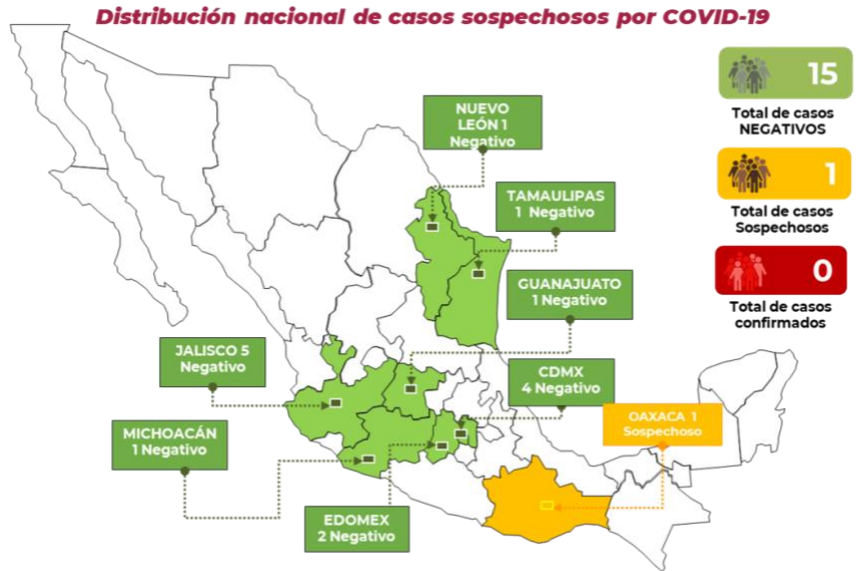 Distribución nacional de casos sospechosos por COVID-19
15
Total de casos
NEGATIVOS
1
Total de casos
Sospechosos
0
Total de casos
confirmados
NUEVO
LEÓN 1
Negativo
TAMAULIPAS
1 Negativo
GUANAJUATO
1 Negativo
JALISCO 5
Negativo
CDMX
4 Negativo
OAXACA 1
Sospechoso
MICHOACÁN
1 Negativo
EDOMEX
2 Negativo